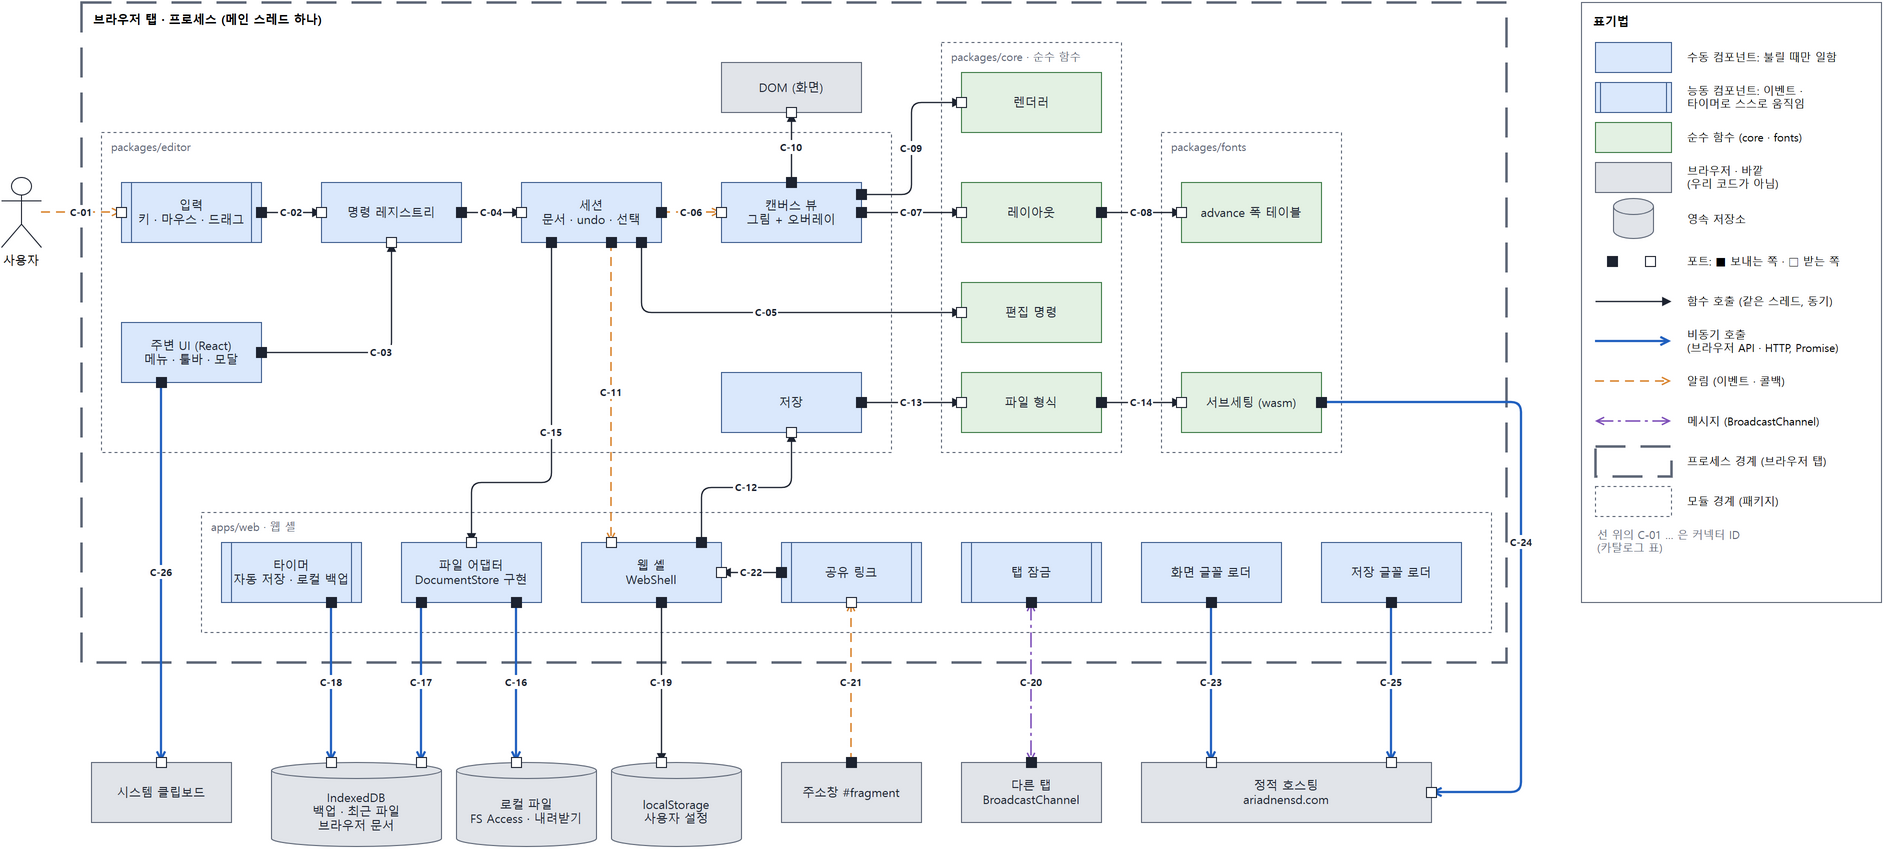 브라우저 탭 · 프로세스 (메인 스레드 하나)
packages/core · 순수 함수
DOM (화면)
렌더러
C-10
C-09
packages/editor
packages/fonts
사용자
C-01
입력
키 · 마우스 · 드래그
C-02
명령 레지스트리
C-04
세션
문서 · undo · 선택
C-06
캔버스 뷰
그림 + 오버레이
C-07
레이아웃
C-08
advance 폭 테이블
C-05
편집 명령
주변 UI (React)
메뉴 · 툴바 · 모달
C-03
C-11
저장
C-13
파일 형식
C-14
서브세팅 (wasm)
C-15
C-12
apps/web · 웹 셸
C-24
C-26
타이머
자동 저장 · 로컬 백업
파일 어댑터
DocumentStore 구현
웹 셸
WebShell
C-22
공유 링크
탭 잠금
화면 글꼴 로더
저장 글꼴 로더
C-18
C-17
C-16
C-19
C-21
C-20
C-23
C-25
시스템 클립보드
IndexedDB
백업 · 최근 파일
브라우저 문서
로컬 파일
FS Access · 내려받기
localStorage
사용자 설정
주소창 #fragment
다른 탭
BroadcastChannel
정적 호스팅
ariadnensd.com
표기법
수동 컴포넌트: 불릴 때만 일함
능동 컴포넌트: 이벤트 ·
타이머로 스스로 움직임
순수 함수 (core · fonts)
브라우저 · 바깥
(우리 코드가 아님)
영속 저장소
포트: ■ 보내는 쪽 · □ 받는 쪽
함수 호출 (같은 스레드, 동기)
비동기 호출
(브라우저 API · HTTP, Promise)
알림 (이벤트 · 콜백)
메시지 (BroadcastChannel)
프로세스 경계 (브라우저 탭)
모듈 경계 (패키지)
선 위의 C-01 … 은 커넥터 ID
(카탈로그 표)